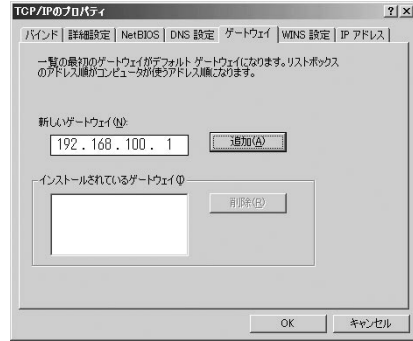 TCP/IPのプロパティ
バインド 詳細設定 NetBIOS DNS 設定 ゲートウェイ WINS 設定 IP アドレス
一覧の最初のゲートウェイがデフォルト ゲートウェイになります。リストボックス
のアドレス順がコンピュータが使うアドレス順になります。
新しいゲートウェイ(N):
192 . 168 . 100 . 1 追加(A)
インストールされているゲートウェイ(I)
削除(R)
OK キャンセル